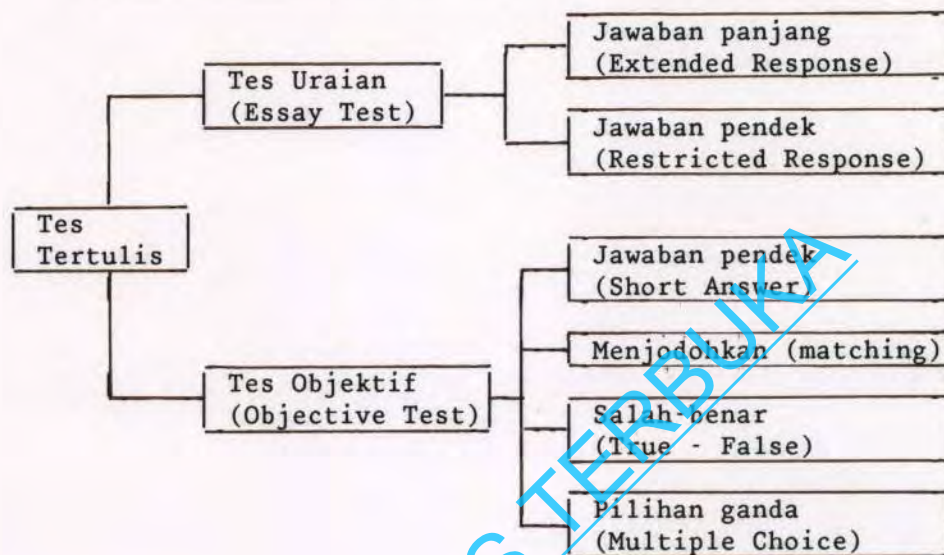 Tes
Tertulis
Tes Uraian
(Essay Test)
Jawaban panjang
(Extended Response)
Jawaban pendek
(Restricted Response)
Tes Objektif
(Objective Test)
Jawaban pendek
(Short Answer)
Menjodohkan (matching)
Salah-benar
(True - False)
Pilihan ganda
(Multiple Choice)
S TERBUKA